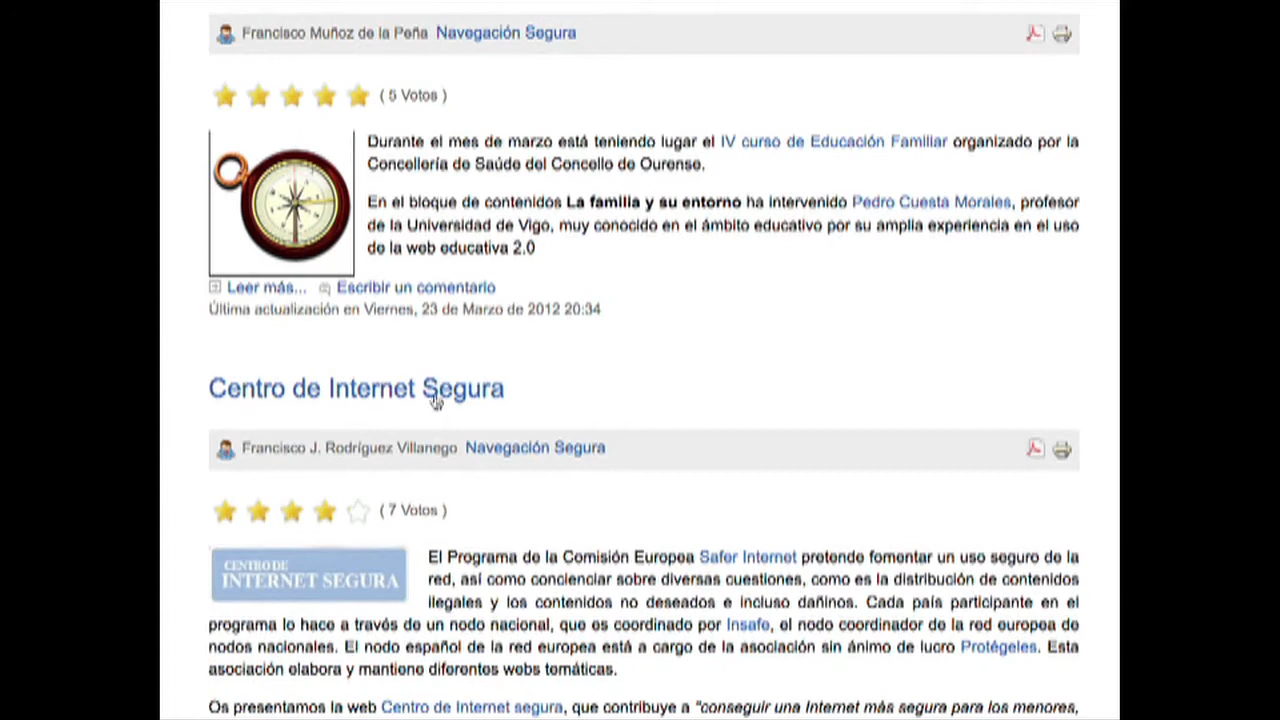 Francisco Muñoz de la Peña Navegación Segura
( 5 Votos )
Durante el mes de marzo está teniendo lugar el IV curso de Educación Familiar organizado por la
Concellería de Saúde del Concello de Ourense.
En el bloque de contenidos La familia y su entorno ha intervenido Pedro Cuesta Morales, profesor
de la Universidad de Vigo, muy conocido en el ámbito educativo por su amplia experiencia en el uso
de la web educativa 2.0
Leer más... Escribir un comentario
Última actualización en Viernes, 23 de Marzo de 2012 20:34
Centro de Internet Segura
Francisco J. Rodríguez Villanego Navegación Segura
( 7 Votos )
CENTRO DE
INTERNET SEGURA
El Programa de la Comisión Europea Safer Internet pretende fomentar un uso seguro de la
red, así como concienciar sobre diversas cuestiones, como es la distribución de contenidos
ilegales y los contenidos no deseados e incluso dañinos. Cada país participante en el
programa lo hace a través de un nodo nacional, que es coordinado por Insafe, el nodo coordinador de la red europea de
nodos nacionales. El nodo español de la red europea está a cargo de la asociación sin ánimo de lucro Protégeles. Esta
asociación elabora y mantiene diferentes webs temáticas.
Os presentamos la web Centro de Internet segura, que contribuye a "conseguir una Internet más segura para los menores,